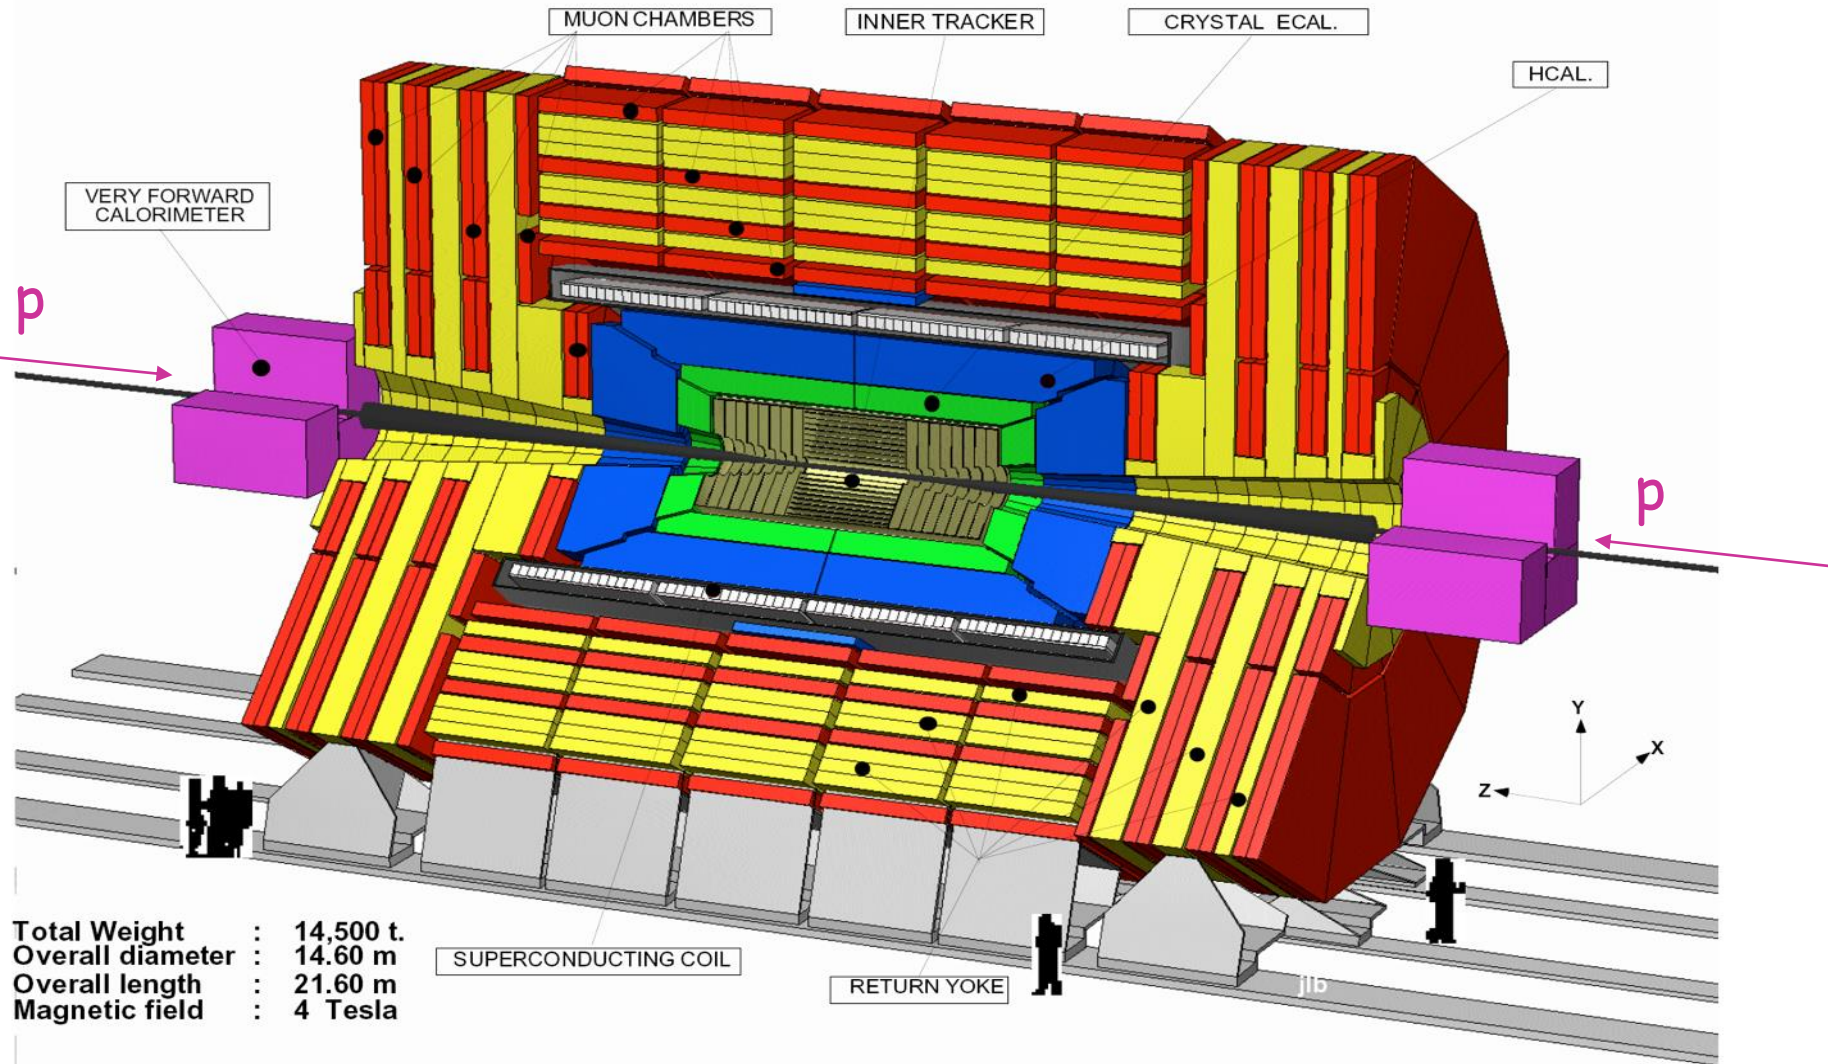 MUON CHAMBERS
INNER TRACKER
CRYSTAL ECAL.
HCAL.
VERY FORWARD
CALORIMETER
p
p
Y
X
Z
Total Weight : 14,500 t.
Overall diameter : 14.60 m
Overall length : 21.60 m
Magnetic field : 4 Tesla
SUPERCONDUCTING COIL
RETURN YOKE
jlb